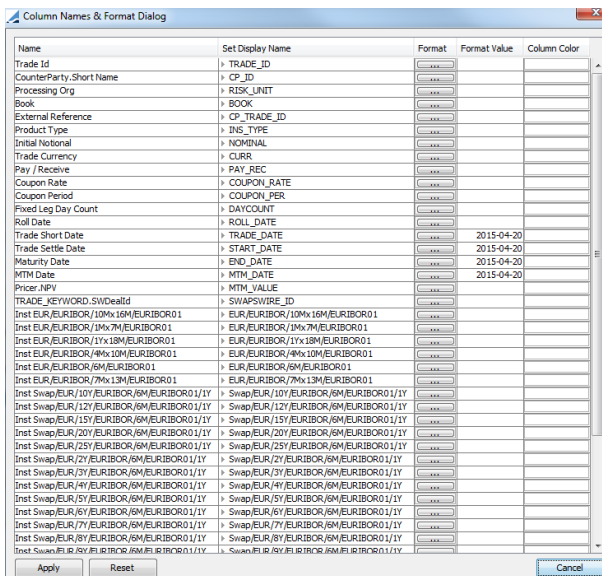 Column Names & Format Dialog
Name Set Display Name Format Format Value Column Color
Trade Id TRADE_ID ...
CounterParty.Short Name CP_ID ...
Processing Org RISK_UNIT ...
Book BOOK ...
External Reference CP_TRADE_ID ...
Product Type INS_TYPE ...
Initial Notional NOMINAL ...
Trade Currency CURR ...
Pay / Receive PAY_REC ...
Coupon Rate COUPON_RATE ...
Coupon Period COUPON_PER ...
Fixed Leg Day Count DAYCOUNT ...
Roll Date ROLL_DATE ...
Trade Short Date TRADE_DATE ... 2015-04-20
Trade Settle Date START_DATE ... 2015-04-20
Maturity Date END_DATE ... 2015-04-20
MTM Date MTM_DATE ... 2015-04-20
Pricer.NPV MTM_VALUE ...
TRADE_KEYWORD.SWDealId SWAPSWIRE_ID ...
Inst EUR/EURIBOR/10Mx16M/EURIBOR01 EUR/EURIBOR/10Mx16M/EURIBOR01 ...
Inst EUR/EURIBOR/1Mx7M/EURIBOR01 EUR/EURIBOR/1Mx7M/EURIBOR01 ...
Inst EUR/EURIBOR/1Yx18M/EURIBOR01 EUR/EURIBOR/1Yx18M/EURIBOR01 ...
Inst EUR/EURIBOR/4Mx10M/EURIBOR01 EUR/EURIBOR/4Mx10M/EURIBOR01 ...
Inst EUR/EURIBOR/6M/EURIBOR01 EUR/EURIBOR/6M/EURIBOR01 ...
Inst EUR/EURIBOR/7Mx13M/EURIBOR01 EUR/EURIBOR/7Mx13M/EURIBOR01 ...
Inst Swap/EUR/10Y/EURIBOR/6M/EURIBOR01/1Y Swap/EUR/10Y/EURIBOR/6M/EURIBOR01/1Y ...
Inst Swap/EUR/12Y/EURIBOR/6M/EURIBOR01/1Y Swap/EUR/12Y/EURIBOR/6M/EURIBOR01/1Y ...
Inst Swap/EUR/15Y/EURIBOR/6M/EURIBOR01/1Y Swap/EUR/15Y/EURIBOR/6M/EURIBOR01/1Y ...
Inst Swap/EUR/20Y/EURIBOR/6M/EURIBOR01/1Y Swap/EUR/20Y/EURIBOR/6M/EURIBOR01/1Y ...
Inst Swap/EUR/25Y/EURIBOR/6M/EURIBOR01/1Y Swap/EUR/25Y/EURIBOR/6M/EURIBOR01/1Y ...
Inst Swap/EUR/2Y/EURIBOR/6M/EURIBOR01/1Y Swap/EUR/2Y/EURIBOR/6M/EURIBOR01/1Y ...
Inst Swap/EUR/3Y/EURIBOR/6M/EURIBOR01/1Y Swap/EUR/3Y/EURIBOR/6M/EURIBOR01/1Y ...
Inst Swap/EUR/4Y/EURIBOR/6M/EURIBOR01/1Y Swap/EUR/4Y/EURIBOR/6M/EURIBOR01/1Y ...
Inst Swap/EUR/5Y/EURIBOR/6M/EURIBOR01/1Y Swap/EUR/5Y/EURIBOR/6M/EURIBOR01/1Y ...
Inst Swap/EUR/6Y/EURIBOR/6M/EURIBOR01/1Y Swap/EUR/6Y/EURIBOR/6M/EURIBOR01/1Y ...
Inst Swap/EUR/7Y/EURIBOR/6M/EURIBOR01/1Y Swap/EUR/7Y/EURIBOR/6M/EURIBOR01/1Y ...
Inst Swap/EUR/8Y/EURIBOR/6M/EURIBOR01/1Y Swap/EUR/8Y/EURIBOR/6M/EURIBOR01/1Y ...
Inst Swap/EUR/9Y/EURIBOR/6M/EURIBOR01/1Y Swap/EUR/9Y/EURIBOR/6M/EURIBOR01/1Y
Apply Reset Cancel